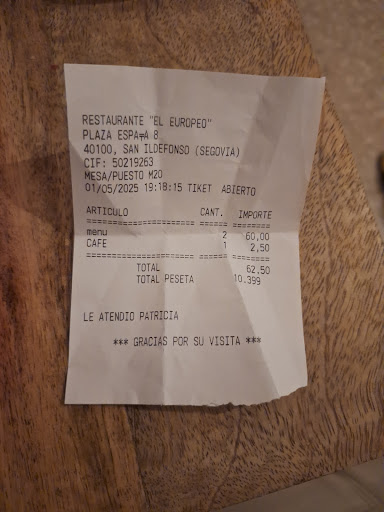 RESTAURANTE "EL EUROPEO"
PLAZA ESPAÑA 8
40100, SAN ILDEFONSO (SEGOVIA)
CIF: 50219263
MESA/PUESTO M20
01/05/2025 19:18:15 TIKET ABIERTO
ARTICULO CANT. IMPORTE
======================= ====== ========
menu 2 60,00
CAFE 1 2,50
======================= ====== ========
TOTAL 62.50
TOTAL PESETA 10.399
LE ATENDIO PATRICIA
*** GRACIAS POR SU VISITA ***